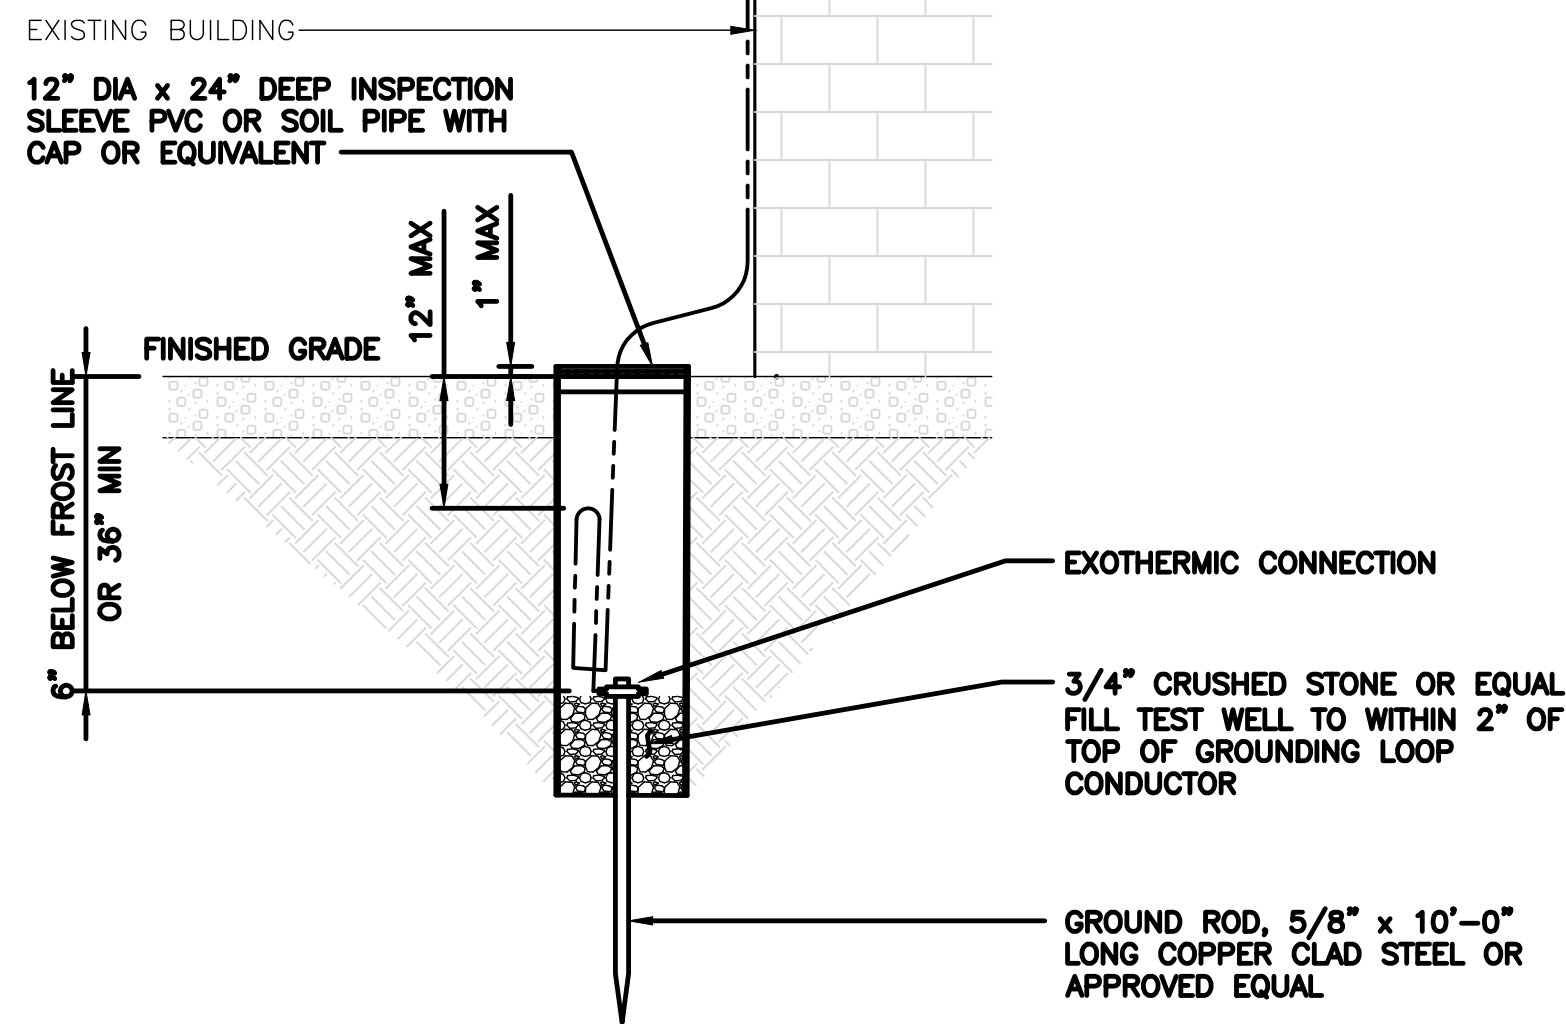 EXISTING BUILDING
12" DIA x 24" DEEP INSPECTION
SLEEVE PVC OR SOIL PIPE WITH
CAP OR EQUIVALENT
12" MAX
1" MAX
FINISHED GRADE
6" BELOW FROST LINE
OR 36" MIN
EXOTHERMIC CONNECTION
3/4" CRUSHED STONE OR EQUAL
FILL TEST WELL TO WITHIN 2" OF
TOP OF GROUNDING LOOP
CONDUCTOR
GROUND ROD, 5/8" x 10'-0"
LONG COPPER CLAD STEEL OR
APPROVED EQUAL